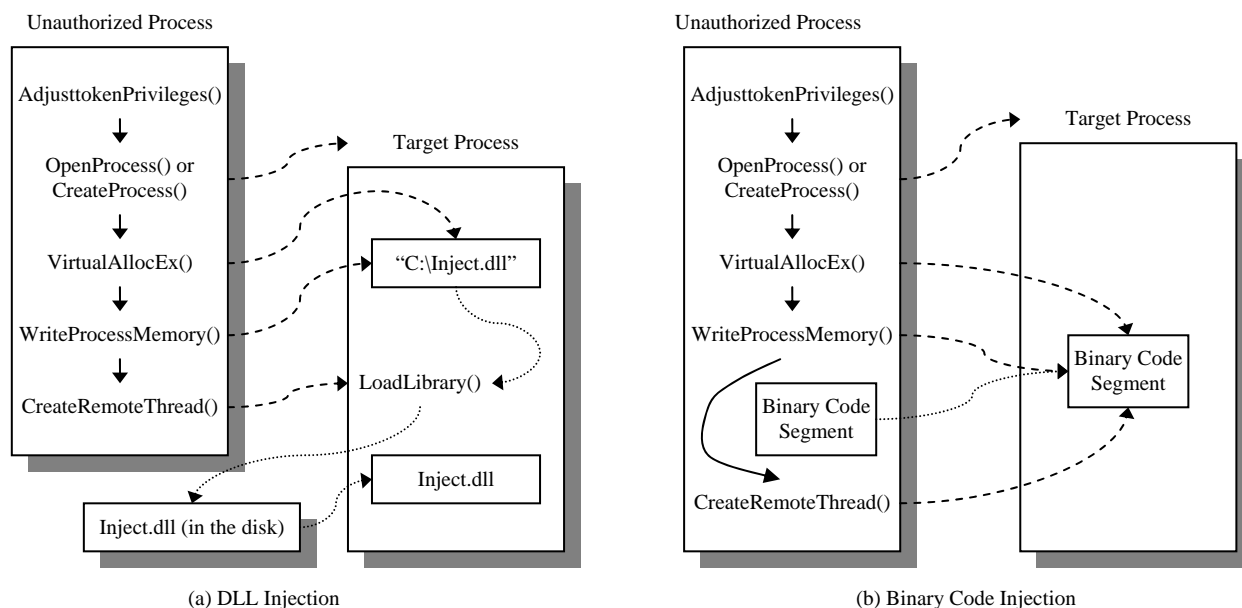 Unauthorized Process
AdjusttokenPrivileges()
OpenProcess() or
CreateProcess()
VirtualAllocEx()
WriteProcessMemory()
CreateRemoteThread()
Target Process
“C:\Inject.dll”
LoadLibrary()
Inject.dll
Inject.dll (in the disk)
(a) DLL Injection
Unauthorized Process
AdjusttokenPrivileges()
OpenProcess() or
CreateProcess()
VirtualAllocEx()
WriteProcessMemory()
Binary Code
Segment
CreateRemoteThread()
Target Process
Binary Code
Segment
(b) Binary Code Injection